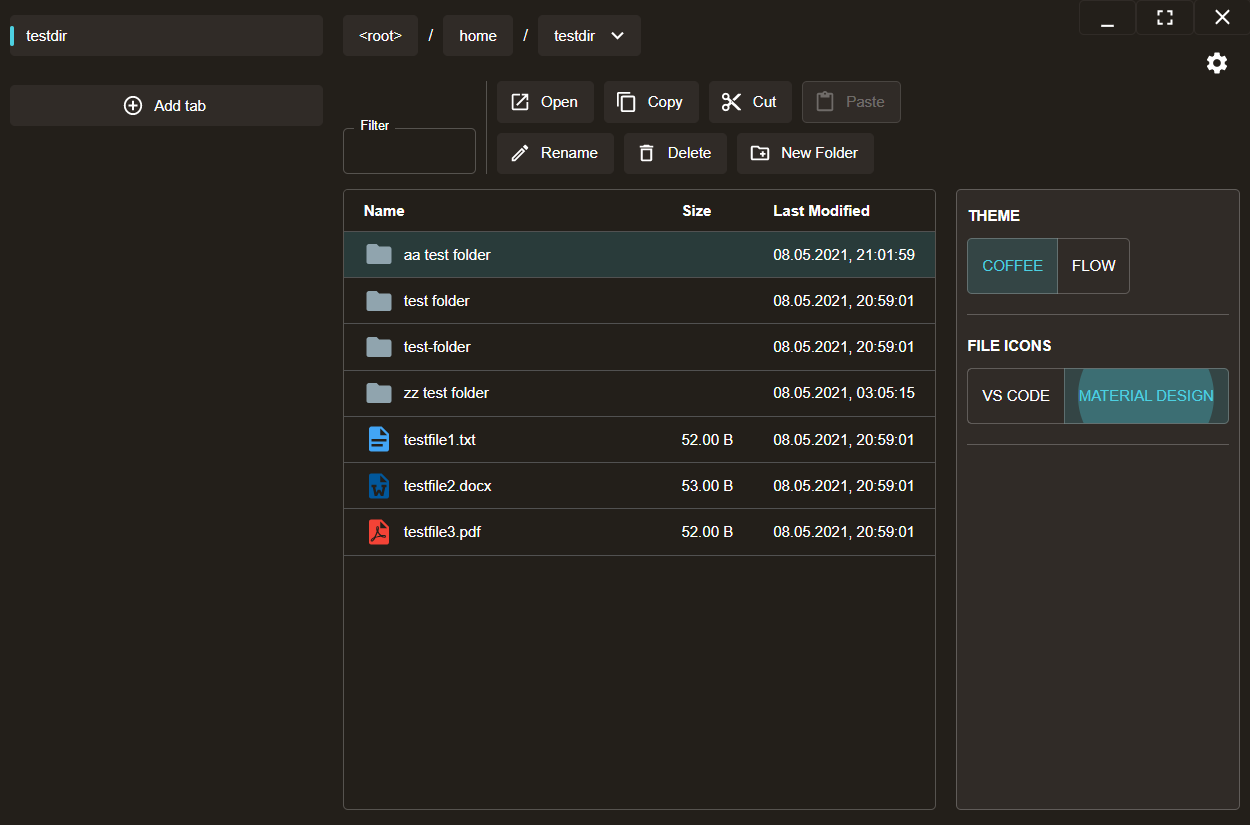 testdir
<root> / home / testdir
Add tab
Filter
Open Copy Cut Paste
Rename Delete New Folder
Name Size Last Modified
aa test folder 08.05.2021, 21:01:59
test folder 08.05.2021, 20:59:01
test-folder 08.05.2021, 20:59:01
zz test folder 08.05.2021, 03:05:15
testfile1.txt 52.00 B 08.05.2021, 20:59:01
testfile2.docx 53.00 B 08.05.2021, 20:59:01
testfile3.pdf 52.00 B 08.05.2021, 20:59:01
THEME
COFFEE FLOW
FILE ICONS
VS CODE MATERIAL DESIGN